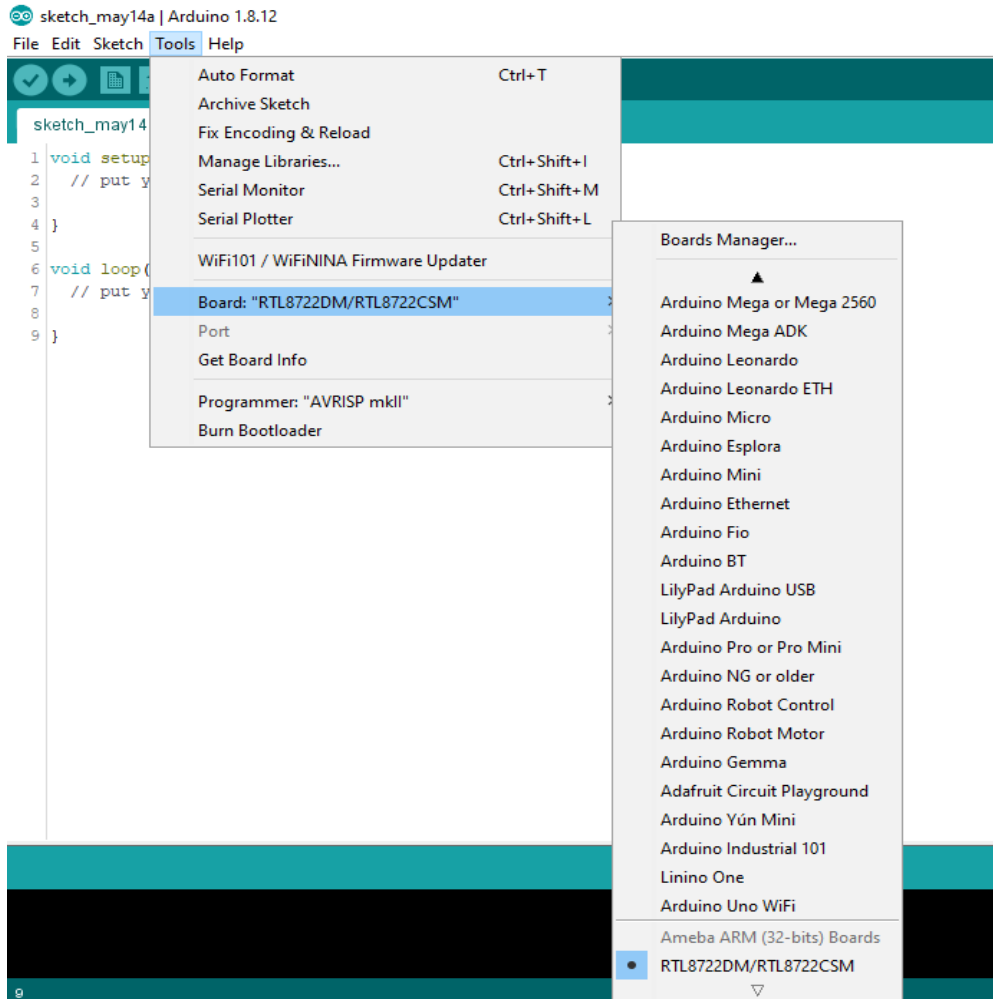 sketch_may14a | Arduino 1.8.12
File Edit Sketch Tools Help
sketch_may14
1 void setup
2 // put y
3
4 }
5
6 void loop(
7 // put y
8
9 }
Auto Format Ctrl+T
Archive Sketch
Fix Encoding & Reload
Manage Libraries... Ctrl+Shift+I
Serial Monitor Ctrl+Shift+M
Serial Plotter Ctrl+Shift+L
WiFi101 / WiFiNINA Firmware Updater
Board: "RTL8722DM/RTL8722CSM"
Port
Get Board Info
Programmer: "AVRISP mkII"
Burn Bootloader
Boards Manager...
Arduino Mega or Mega 2560
Arduino Mega ADK
Arduino Leonardo
Arduino Leonardo ETH
Arduino Micro
Arduino Esplora
Arduino Mini
Arduino Ethernet
Arduino Fio
Arduino BT
LilyPad Arduino USB
LilyPad Arduino
Arduino Pro or Pro Mini
Arduino NG or older
Arduino Robot Control
Arduino Robot Motor
Arduino Gemma
Adafruit Circuit Playground
Arduino Yún Mini
Arduino Industrial 101
Linino One
Arduino Uno WiFi
Ameba ARM (32-bits) Boards
RTL8722DM/RTL8722CSM
9